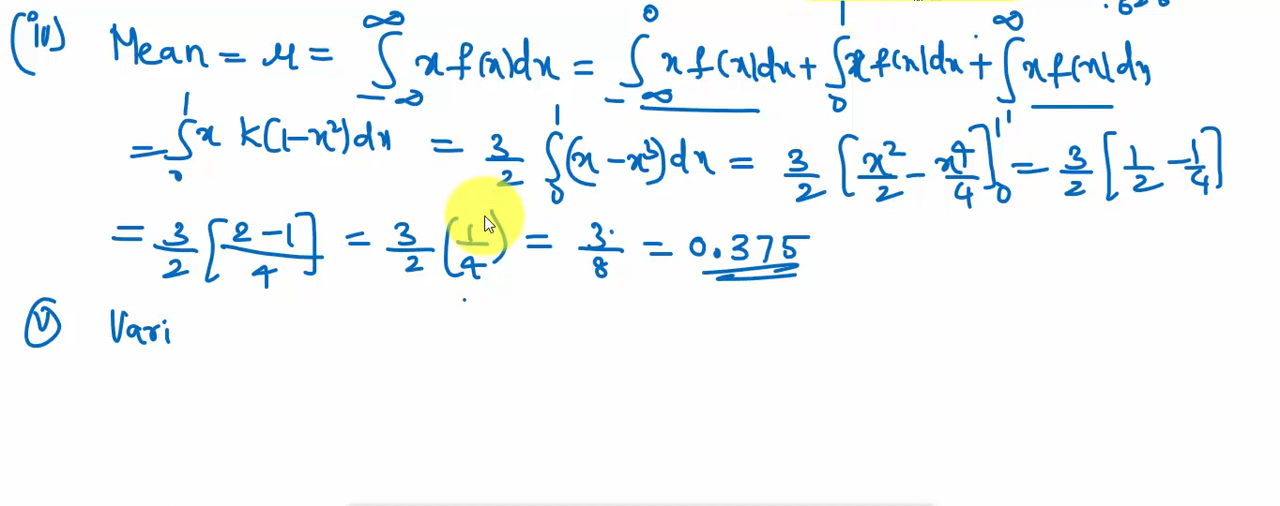 (iv) Mean = μ = ∫_{-∞}^{∞} x f(x)dx = ∫_{-∞}^{0} x f(x)dx + ∫_{0}^{1} x f(x)dx + ∫_{1}^{∞} x f(x)dx
= ∫_{0}^{1} x k(1-x²)dx = 3/2 ∫_{0}^{1} (x-x³)dx = 3/2 [x²/2 - x⁴/4]_{0}^{1} = 3/2 [1/2 - 1/4]
= 3/2 [2-1/4] = 3/2 (1/4) = 3/8 = 0.375
(v) Vari